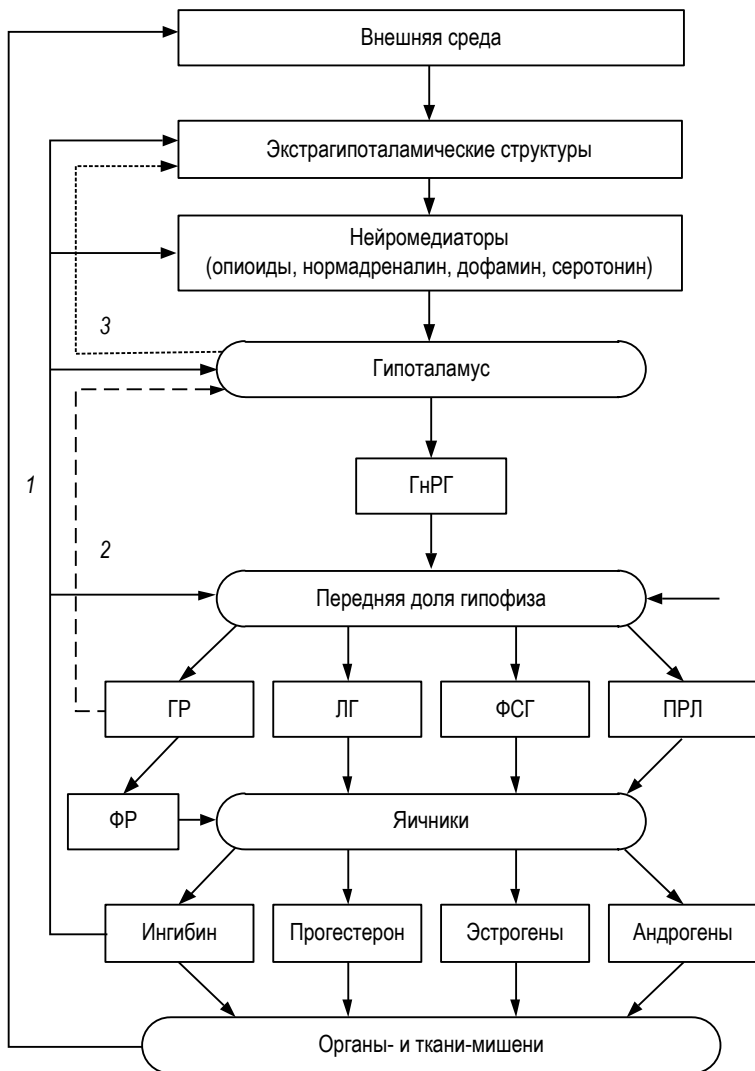 Внешняя среда
Экстрагипоталамические структуры
Нейромедиаторы
(опиоиды, нормадреналин, дофамин, серотонин)
3
Гипоталамус
1
ГнРГ
2
Передняя доля гипофиза
ГР
ЛГ
ФСГ
ПРЛ
ФР
Яичники
Ингибин
Прогестерон
Эстрогены
Андрогены
Органы- и ткани-мишени